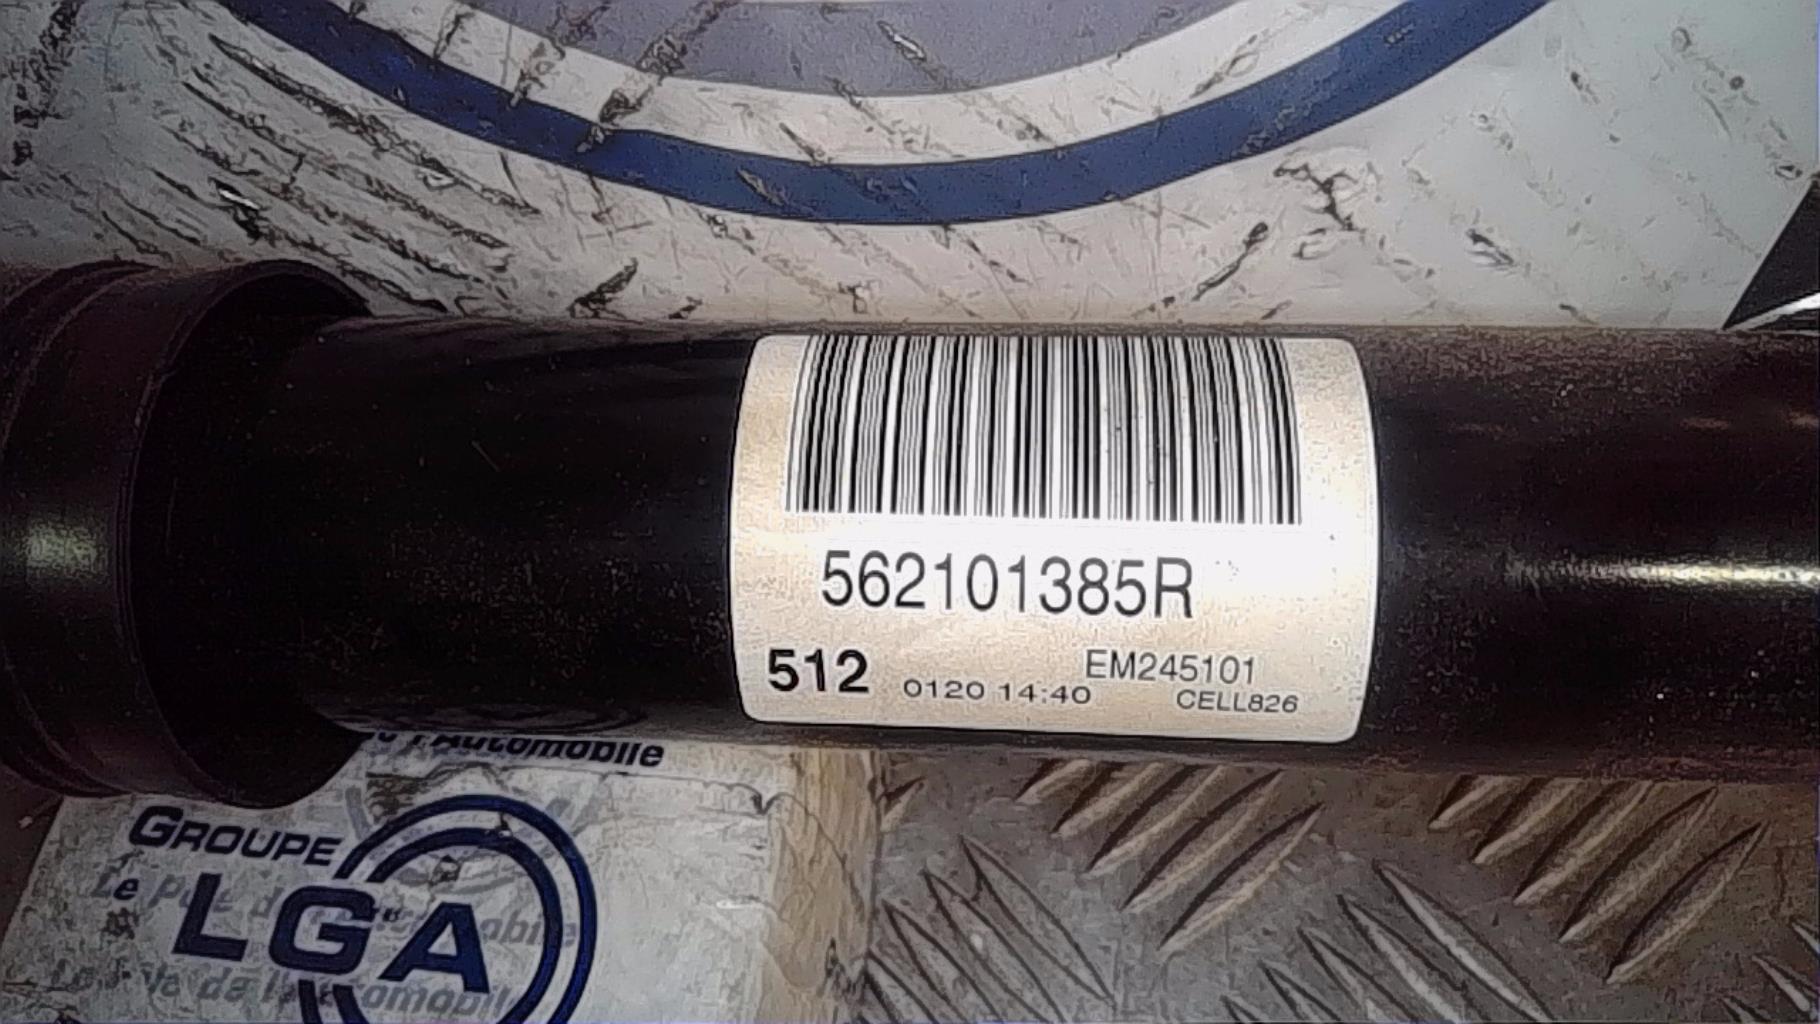 562101385R
512 0120 14:40 EM245101
CELL826
l'Automobile
GROUPE
LGA